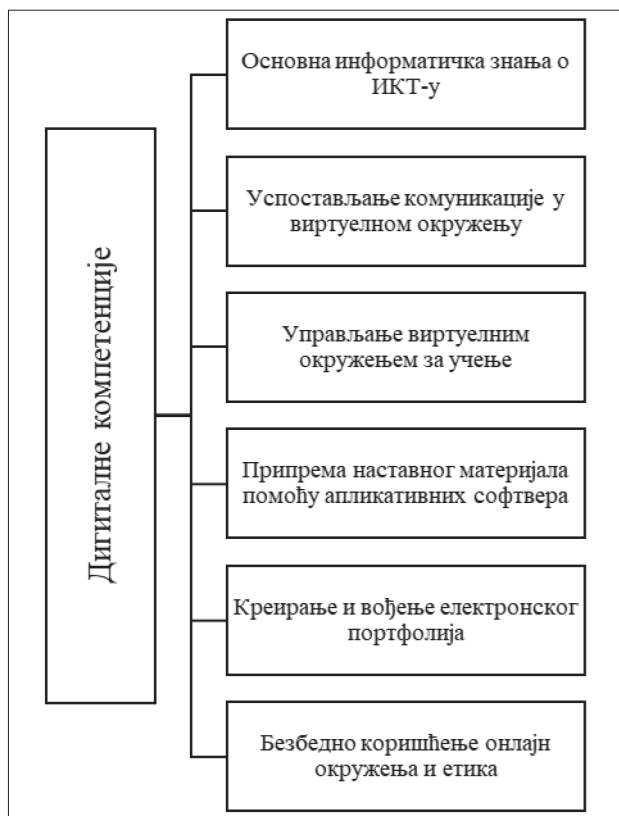 Дигиталне компетенције
Основна информатичка знања о
ИКТ-у
Успостављање комуникације у
виртуелном окружењу
Управљање виртуелним
окружењем за учење
Припрема наставног материјала
помоћу апликативних софтвера
Креирање и вођење електронског
портфолија
Безбедно коришћење онлајн
окружења и етика